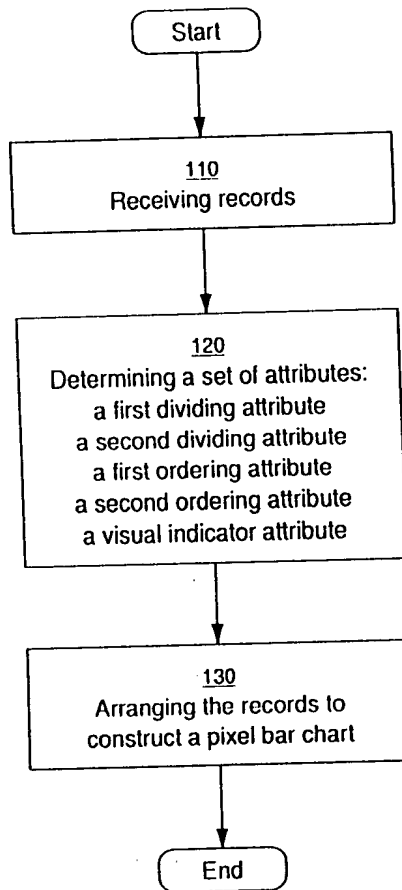 Start
110
Receiving records
120
Determining a set of attributes:
a first dividing attribute
a second dividing attribute
a first ordering attribute
a second ordering attribute
a visual indicator attribute
130
Arranging the records to
construct a pixel bar chart
End